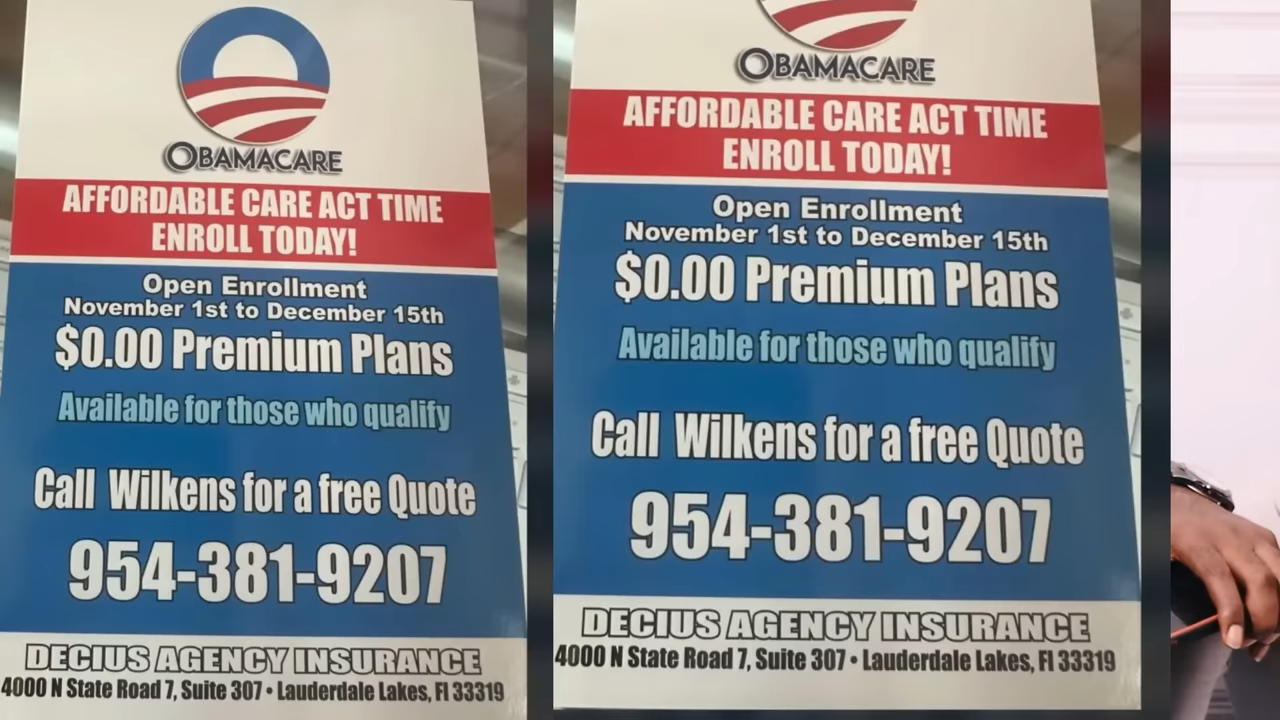 OBAMACARE
AFFORDABLE CARE ACT TIME
ENROLL TODAY!
Open Enrollment
November 1st to December 15th
$0.00 Premium Plans
Available for those who qualify
Call Wilkens for a free Quote
954-381-9207
DECIUS AGENCY INSURANCE
4000 N State Road 7, Suite 307 • Lauderdale Lakes, Fl 33319
OBAMACARE
AFFORDABLE CARE ACT TIME
ENROLL TODAY!
Open Enrollment
November 1st to December 15th
$0.00 Premium Plans
Available for those who qualify
Call Wilkens for a free Quote
954-381-9207
DECIUS AGENCY INSURANCE
4000 N State Road 7, Suite 307 • Lauderdale Lakes, Fl 33319